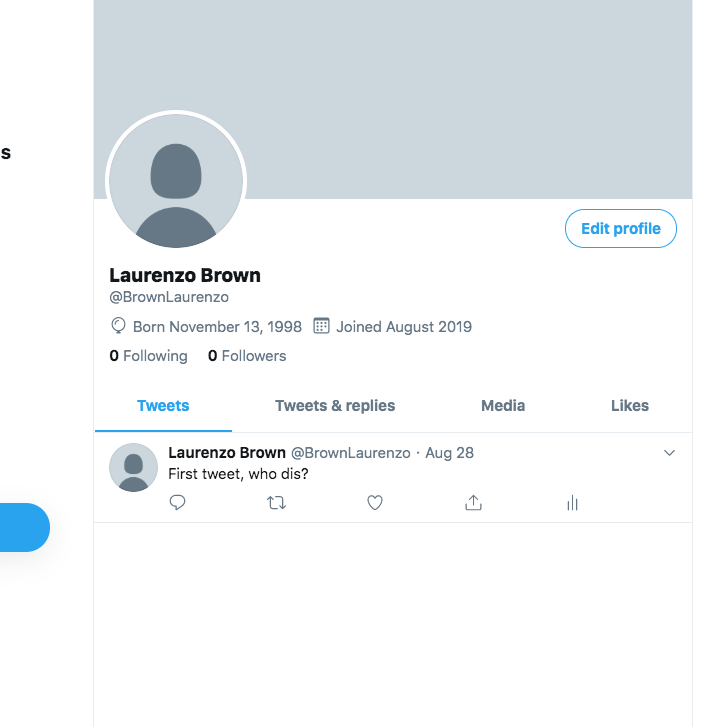 s
Edit profile
Laurenzo Brown
@BrownLaurenzo
Born November 13, 1998 Joined August 2019
0 Following 0 Followers
Tweets Tweets & replies Media Likes
Laurenzo Brown @BrownLaurenzo · Aug 28
First tweet, who dis?